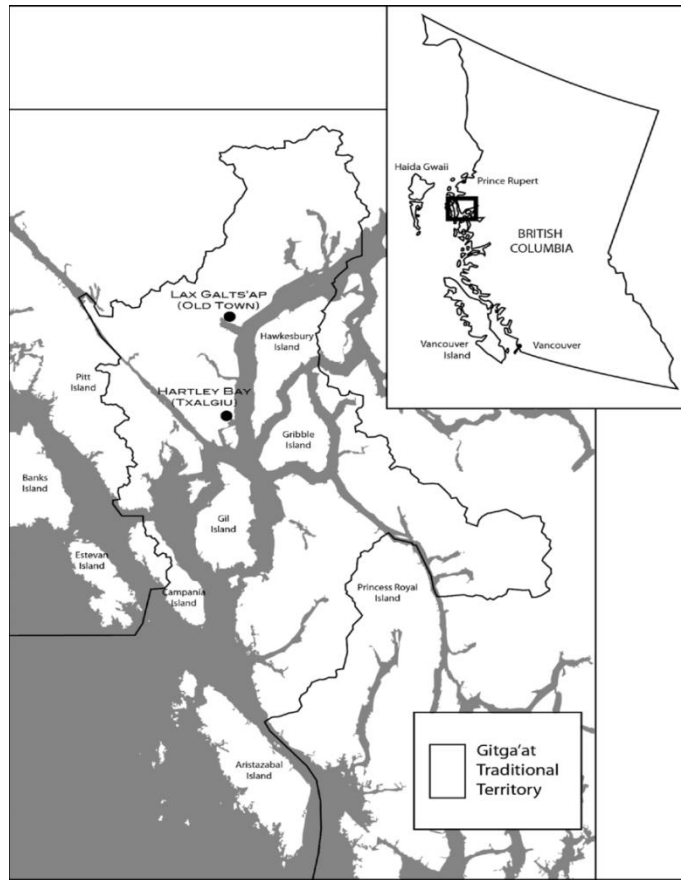 Haida Gwaii
Prince Rupert
BRITISH
COLUMBIA
Vancouver
Island
Vancouver
LAX GALTS'AP
(OLD TOWN)
Hawkesbury
Island
Pitt
Island
HARTLEY BAY
(TXALGIU)
Gribble
Island
Banks
Island
Gil
Island
Estevan
Island
Campania
Island
Princess Royal
Island
Aristazabal
Island
Gitga'at
Traditional
Territory